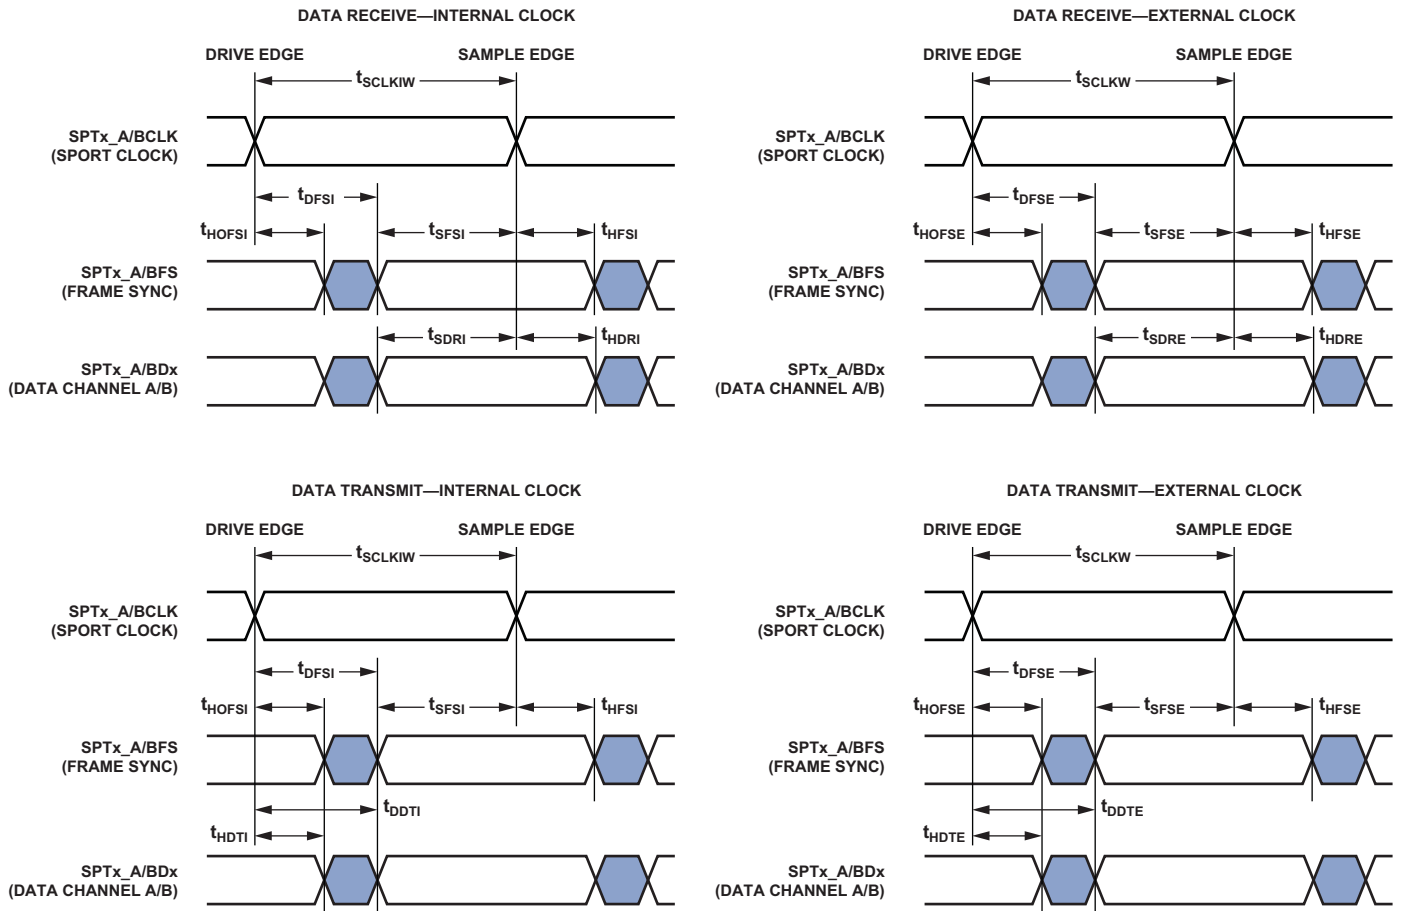 DATA RECEIVE—INTERNAL CLOCK
DRIVE EDGE
SAMPLE EDGE
tSCLKIW
SPTx_A/BCLK
(SPORT CLOCK)
tDFSI
tHOFSI
tSFSI
tHFSI
SPTx_A/BFS
(FRAME SYNC)
tSDRI
tHDRI
SPTx_A/BDx
(DATA CHANNEL A/B)
DATA RECEIVE—EXTERNAL CLOCK
DRIVE EDGE
SAMPLE EDGE
tSCLKW
SPTx_A/BCLK
(SPORT CLOCK)
tDFSE
tHOFSE
tSFSE
tHFSE
SPTx_A/BFS
(FRAME SYNC)
tSDRE
tHDRE
SPTx_A/BDx
(DATA CHANNEL A/B)
DATA TRANSMIT—INTERNAL CLOCK
DRIVE EDGE
SAMPLE EDGE
tSCLKIW
SPTx_A/BCLK
(SPORT CLOCK)
tDFSI
tHOFSI
tSFSI
tHFSI
SPTx_A/BFS
(FRAME SYNC)
tDDTI
tHDTI
SPTx_A/BDx
(DATA CHANNEL A/B)
DATA TRANSMIT—EXTERNAL CLOCK
DRIVE EDGE
SAMPLE EDGE
tSCLKW
SPTx_A/BCLK
(SPORT CLOCK)
tDFSE
tHOFSE
tSFSE
tHFSE
SPTx_A/BFS
(FRAME SYNC)
tDDTE
tHDTE
SPTx_A/BDx
(DATA CHANNEL A/B)